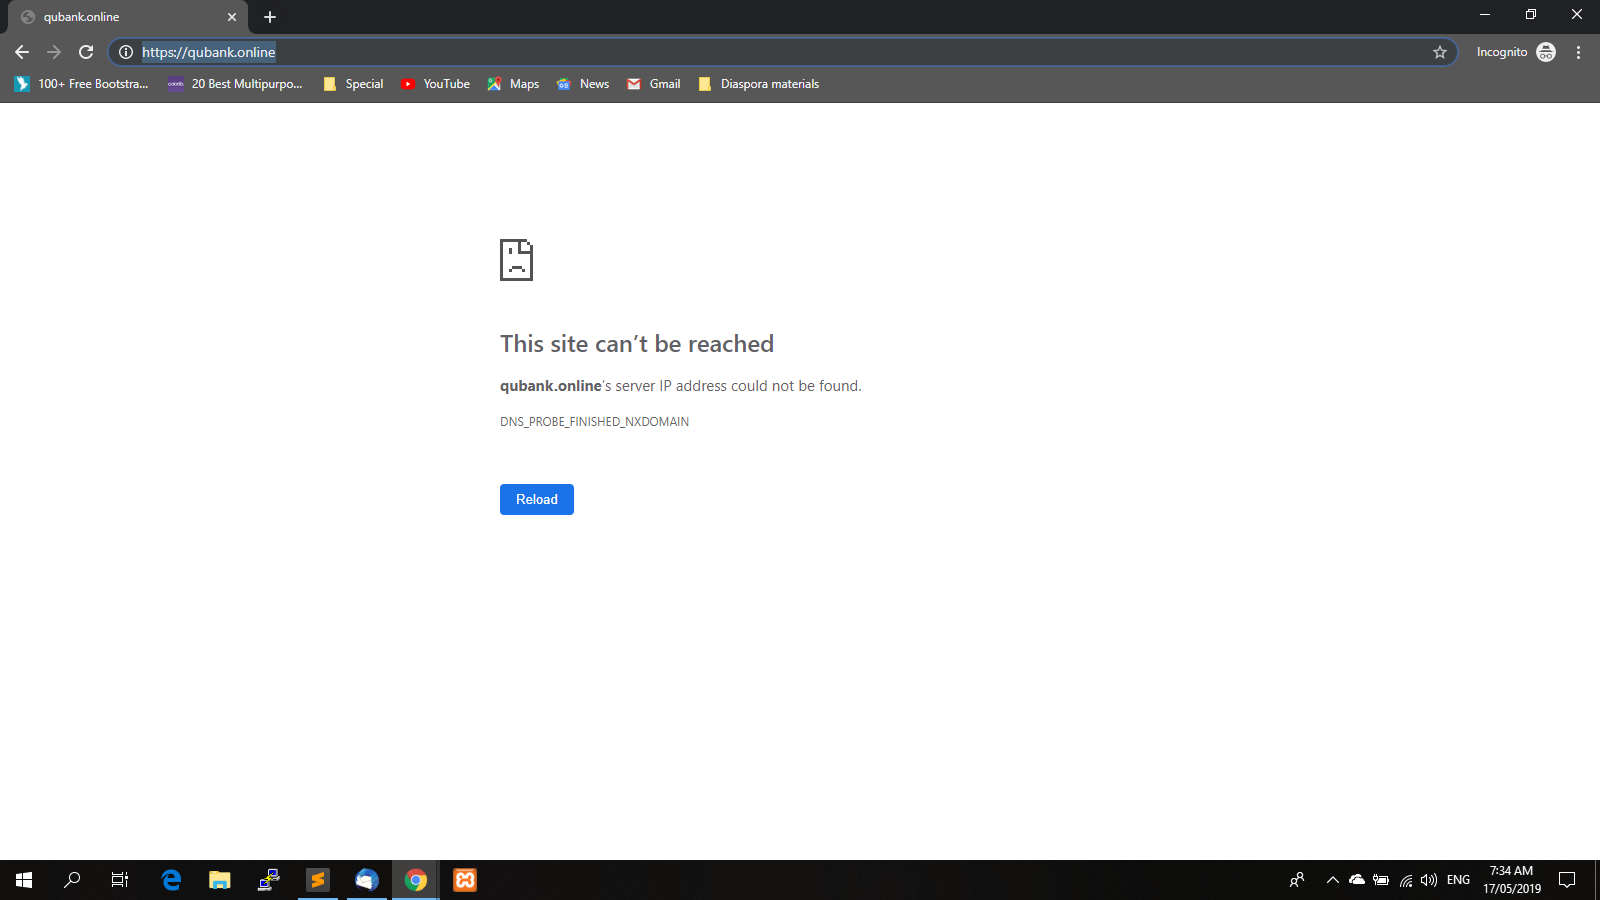 qubank.online
https://qubank.online
Incognito
100+ Free Bootstra...
20 Best Multipurpo...
Special
YouTube
Maps
News
Gmail
Diaspora materials
This site can’t be reached
qubank.online’s server IP address could not be found.
DNS_PROBE_FINISHED_NXDOMAIN
Reload
ENG
7:34 AM
17/05/2019